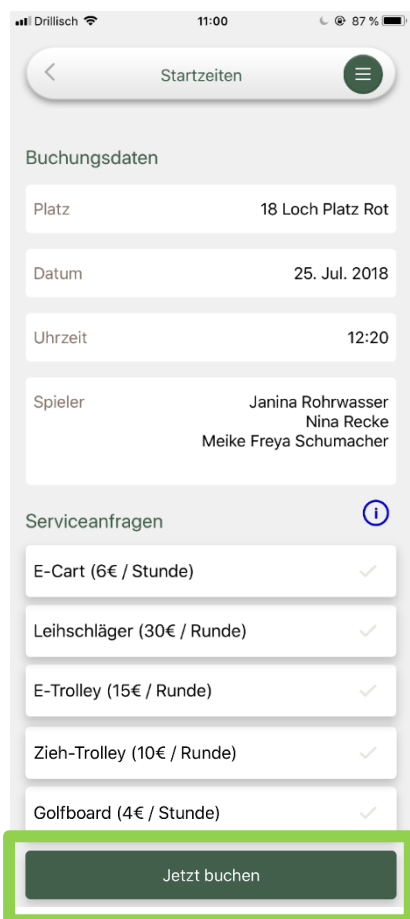 Drillisch 11:00 87 %
Startzeiten
Buchungsdaten
Platz 18 Loch Platz Rot
Datum 25. Jul. 2018
Uhrzeit 12:20
Spieler Janina Rohrwasser
Nina Recke
Meike Freya Schumacher
Serviceanfragen i
E-Cart (6€ / Stunde)
Leihschläger (30€ / Runde)
E-Trolley (15€ / Runde)
Zieh-Trolley (10€ / Runde)
Golfboard (4€ / Stunde)
Jetzt buchen